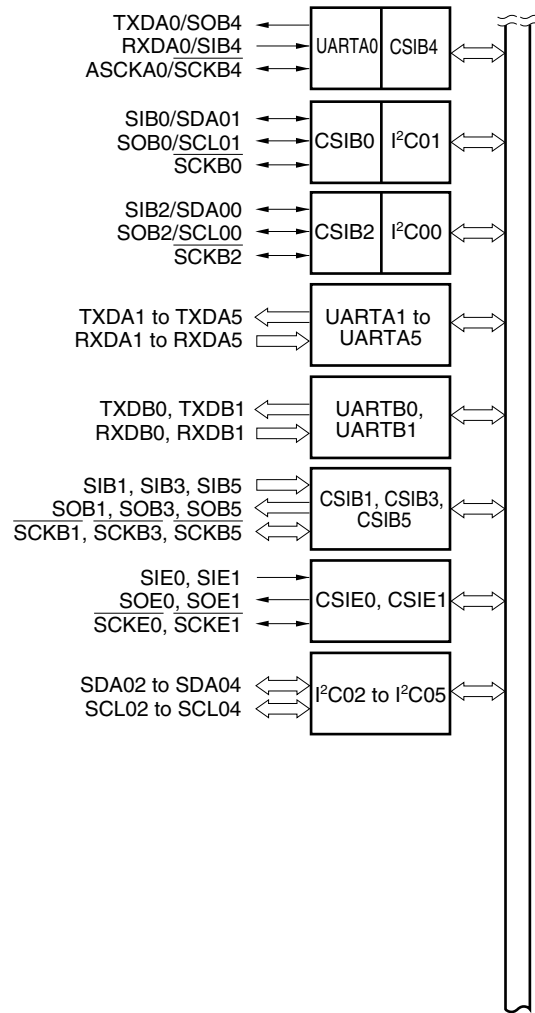 TXDA0/SOB4
RXDA0/SIB4
ASCKA0/SCKB4
UARTA0 CSIB4
SIB0/SDA01
SOB0/SCL01
SCKB0
CSIB0 I²C01
SIB2/SDA00
SOB2/SCL00
SCKB2
CSIB2 I²C00
TXDA1 to TXDA5
RXDA1 to RXDA5
UARTA1 to
UARTA5
TXDB0, TXDB1
RXDB0, RXDB1
UARTB0,
UARTB1
SIB1, SIB3, SIB5
SOB1, SOB3, SOB5
SCKB1, SCKB3, SCKB5
CSIB1, CSIB3,
CSIB5
SIE0, SIE1
SOE0, SOE1
SCKE0, SCKE1
CSIE0, CSIE1
SDA02 to SDA04
SCL02 to SCL04
I²C02 to I²C05